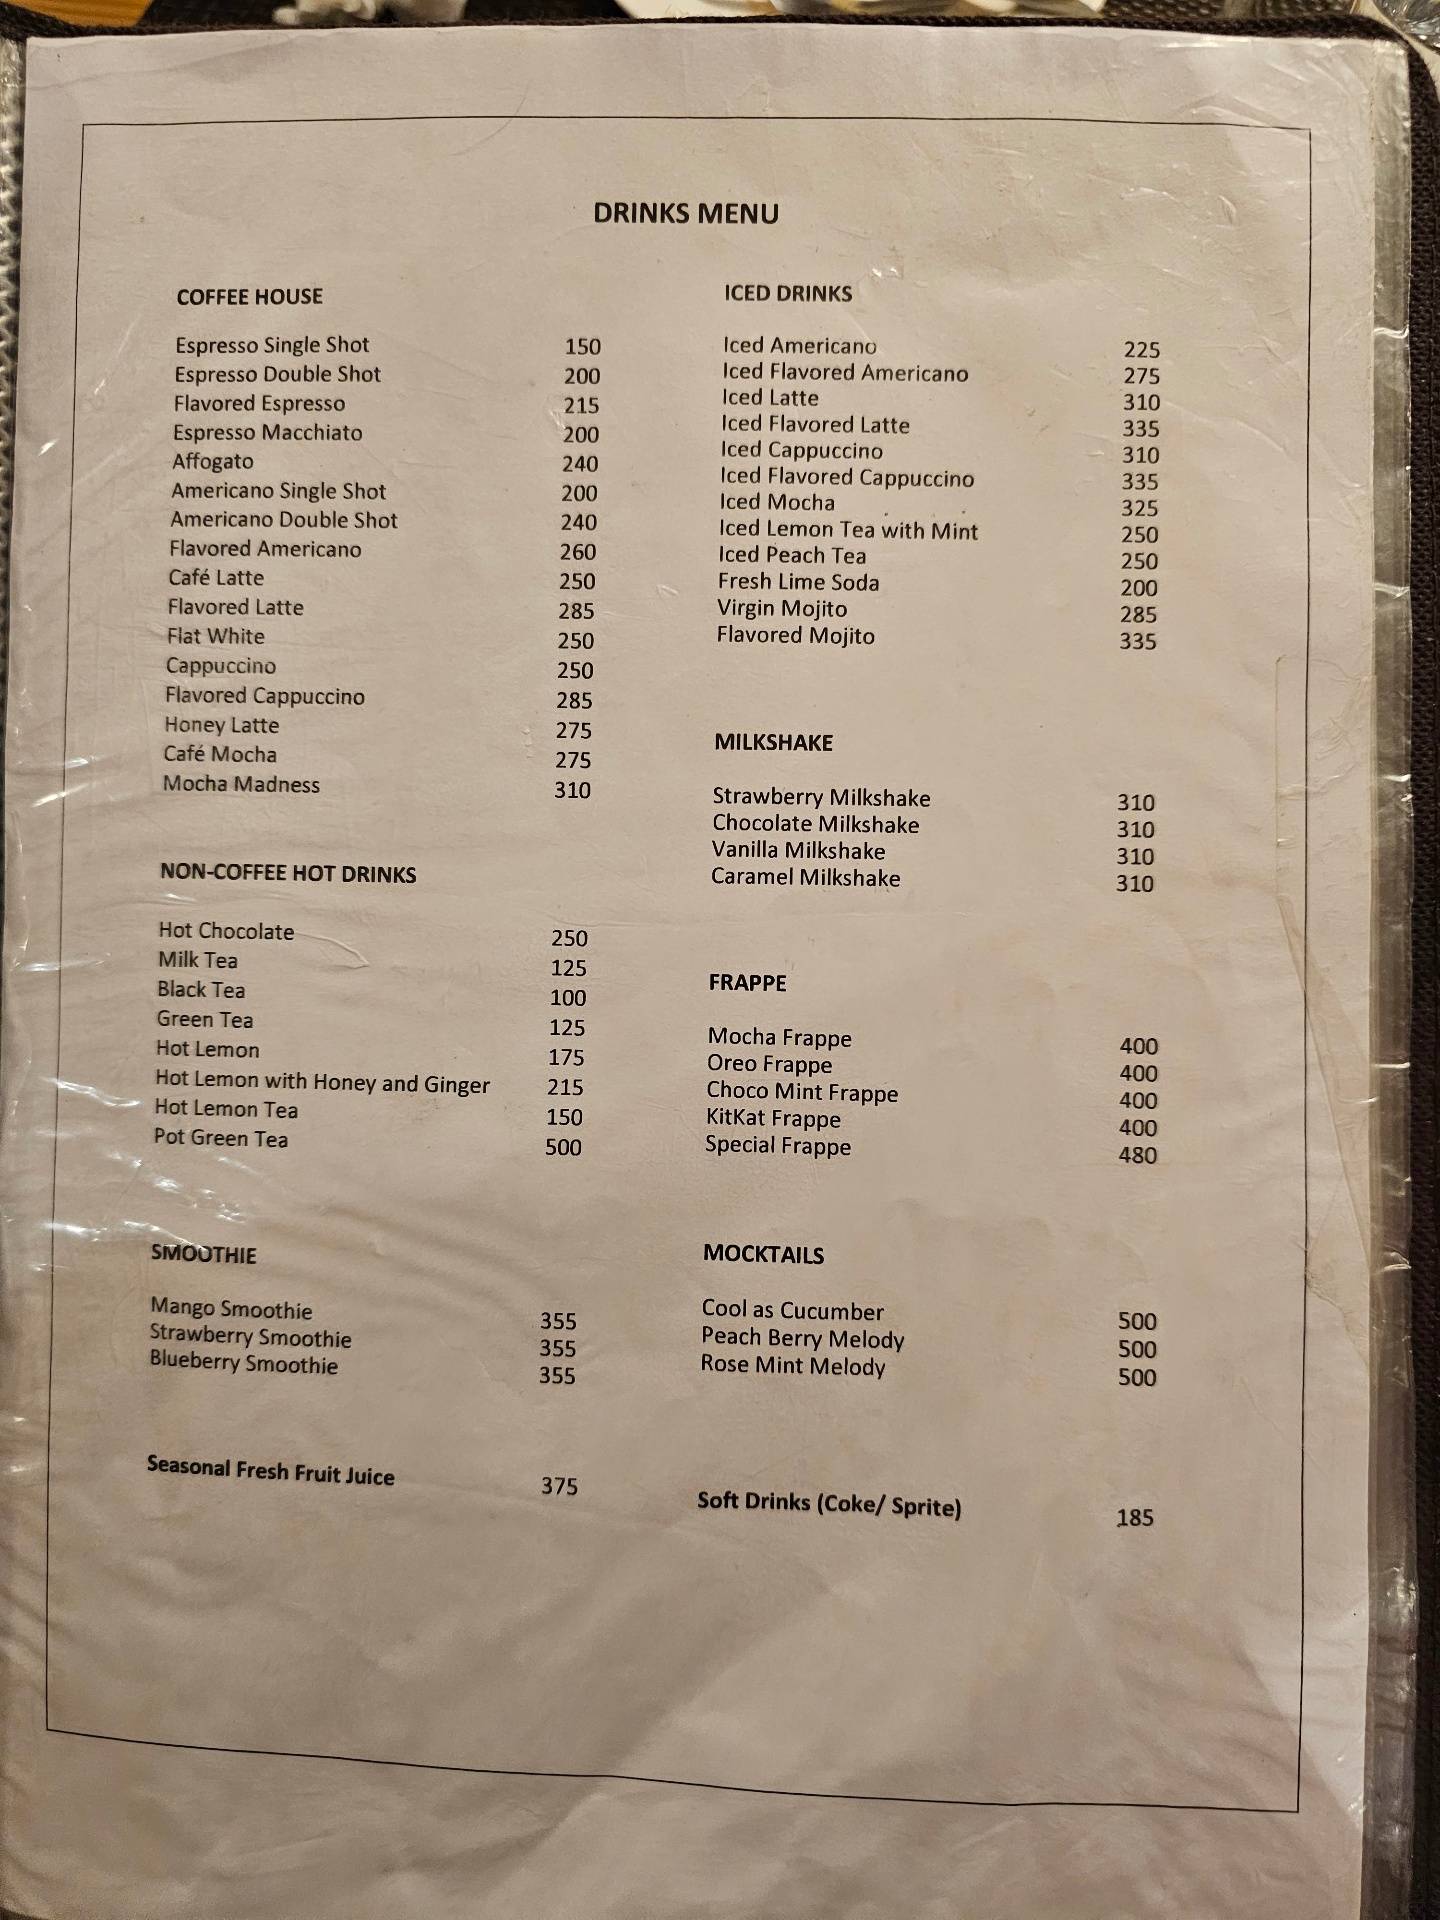 DRINKS MENU
COFFEE HOUSE
Espresso Single Shot 150
Espresso Double Shot 200
Flavored Espresso 215
Espresso Macchiato 200
Affogato 240
Americano Single Shot 200
Americano Double Shot 240
Flavored Americano 260
Café Latte 250
Flavored Latte 285
Flat White 250
Cappuccino 250
Flavored Cappuccino 285
Honey Latte 275
Café Mocha 275
Mocha Madness 310
NON-COFFEE HOT DRINKS
Hot Chocolate 250
Milk Tea 125
Black Tea 100
Green Tea 125
Hot Lemon 175
Hot Lemon with Honey and Ginger 215
Hot Lemon Tea 150
Pot Green Tea 500
SMOOTHIE
Mango Smoothie 355
Strawberry Smoothie 355
Blueberry Smoothie 355
Seasonal Fresh Fruit Juice 375
ICED DRINKS
Iced Americano 225
Iced Flavored Americano 275
Iced Latte 310
Iced Flavored Latte 335
Iced Cappuccino 310
Iced Flavored Cappuccino 335
Iced Mocha 325
Iced Lemon Tea with Mint 250
Iced Peach Tea 250
Fresh Lime Soda 200
Virgin Mojito 285
Flavored Mojito 335
MILKSHAKE
Strawberry Milkshake 310
Chocolate Milkshake 310
Vanilla Milkshake 310
Caramel Milkshake 310
FRAPPE
Mocha Frappe 400
Oreo Frappe 400
Choco Mint Frappe 400
KitKat Frappe 400
Special Frappe 480
MOCKTAILS
Cool as Cucumber 500
Peach Berry Melody 500
Rose Mint Melody 500
Soft Drinks (Coke/ Sprite) 185